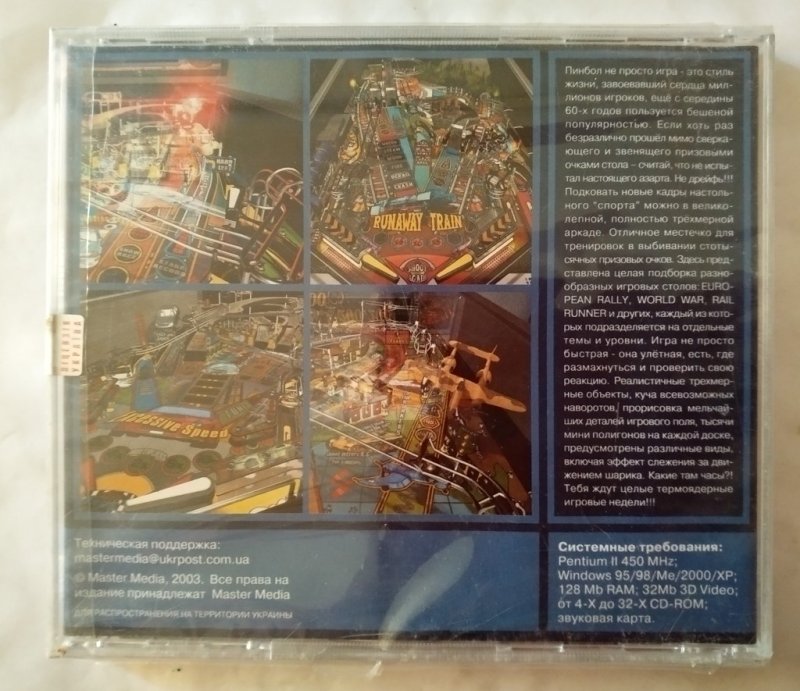 RUNAWAY TRAIN
Excessive Speed
ЛІЦЕНЗІЯ
УКРАЇНА
Пинбол не просто игра - это стиль
жизни, завоевавший сердца мил-
лионов игроков, ещё с середины
60-х годов пользуется бешеной
популярностью. Если хоть раз
безразлично прошёл мимо сверка-
ющего и звенящего призовыми
очками стола – считай, что не испы-
тал настоящего азарта. Не дрейфь!!!
Подковать новые кадры настоль-
ного "спорта" можно в велико-
лепной, полностью трёхмерной
аркаде. Отличное местечко для
тренировок в выбивании стоты-
сячных призовых очков. Здесь пред-
ставлена целая подборка разно-
образных игровых столов: EURO-
PEAN RALLY, WORLD WAR, RAIL
RUNNER и других, каждый из кото-
рых подразделяется на отдельные
темы и уровни. Игра не просто
быстрая - она улётная, есть, где
размахнуться и проверить свою
реакцию. Реалистичные трехмер-
ные объекты, куча всевозможных
наворотов, прорисовка мельчай-
ших деталей игрового поля, тысячи
мини полигонов на каждой доске,
предусмотрены различные виды,
включая эффект слежения за дви-
жением шарика. Какие там часы?!
Тебя ждут целые термоядерные
игровые недели!!!
Техническая поддержка:
mastermedia@ukrpost.com.ua
© Master Media, 2003. Все права на
издание принадлежат Master Media
ДЛЯ РАСПРОСТРАНЕНИЯ НА ТЕРРИТОРИИ УКРАИНЫ
Системные требования:
Pentium II 450 MHz;
Windows 95/98/Me/2000/XP;
128 Mb RAM; 32Mb 3D Video;
от 4-X до 32-X CD-ROM;
звуковая карта.